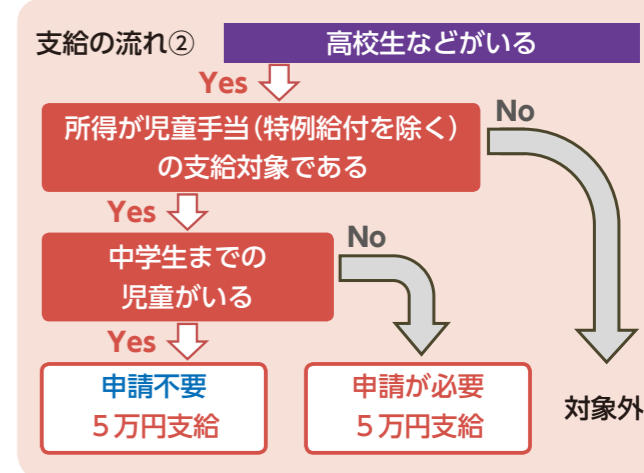 支給の流れ②
高校生などがいる
Yes
所得が児童手当(特例給付を除く)
の支給対象である
No
Yes
中学生までの
児童がいる
No
Yes
申請不要
5万円支給
申請が必要
5万円支給
対象外